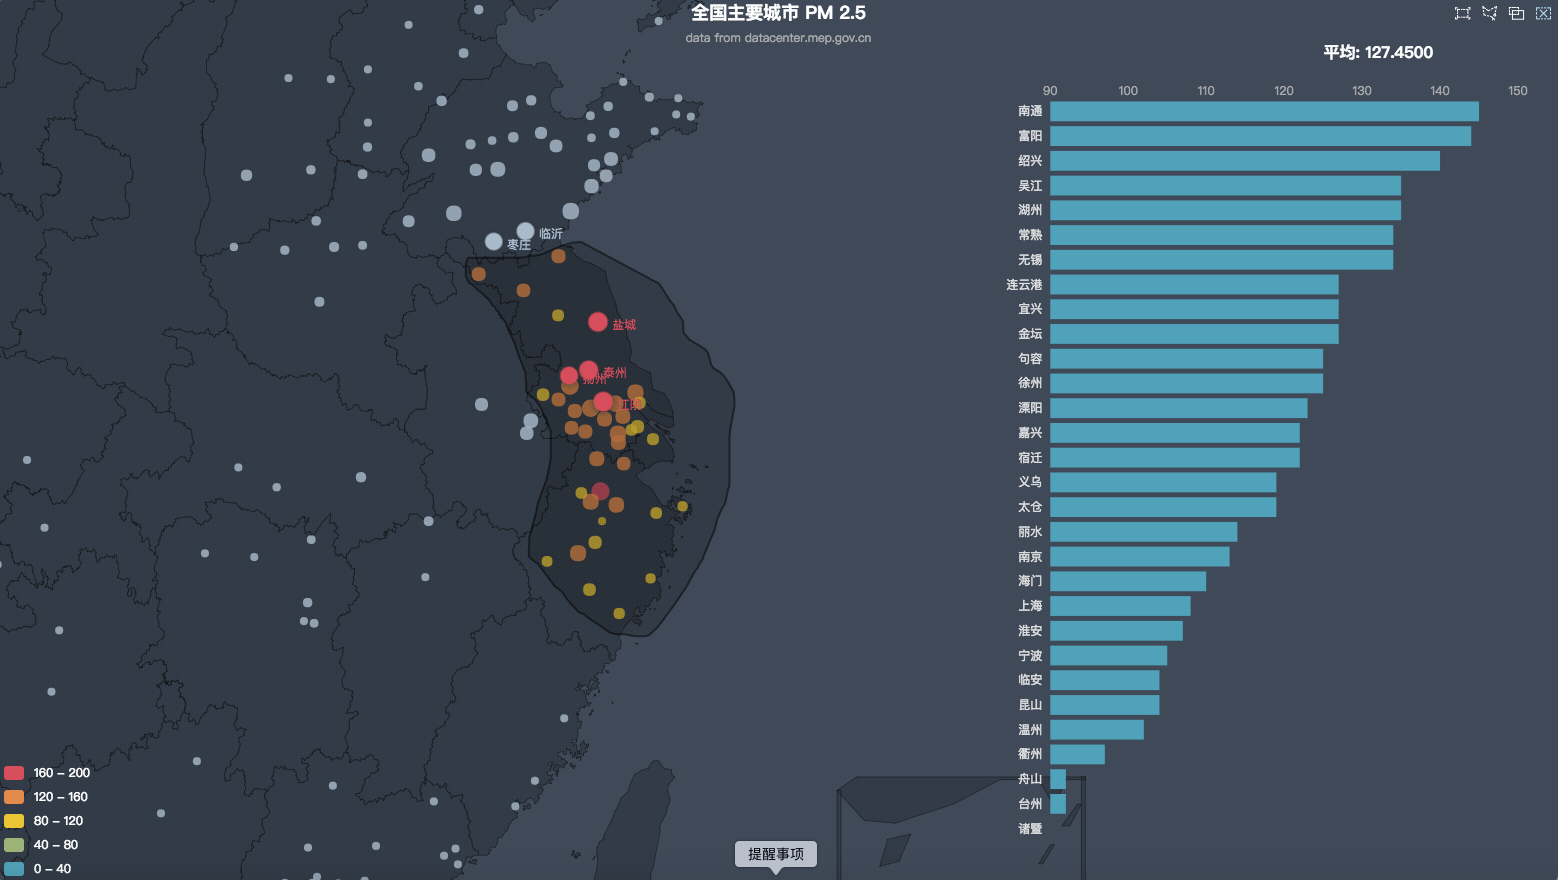 全国主要城市 PM 2.5
data from datacenter.mep.gov.cn
平均: 127.4500
90 100 110 120 130 140 150
南通
富阳
绍兴
吴江
湖州
常熟
无锡
连云港
宜兴
金坛
句容
徐州
溧阳
嘉兴
宿迁
义乌
太仓
丽水
南京
海门
上海
淮安
宁波
临安
昆山
温州
衢州
舟山
台州
诸暨
临沂
枣庄
盐城
泰州
扬州
160 – 200
120 – 160
80 – 120
40 – 80
0 – 40
提醒事项